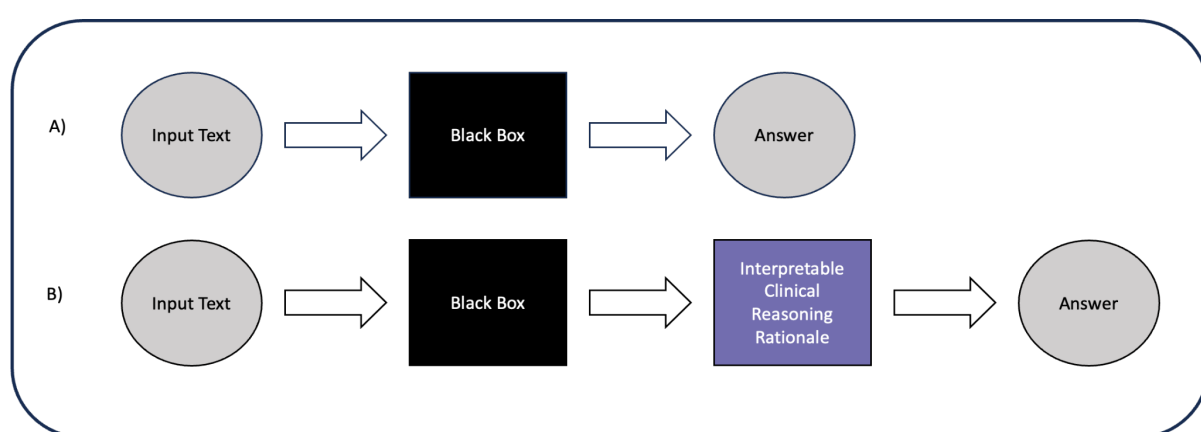 A)
Input Text
Black Box
Answer
B)
Input Text
Black Box
Interpretable
Clinical
Reasoning
Rationale
Answer